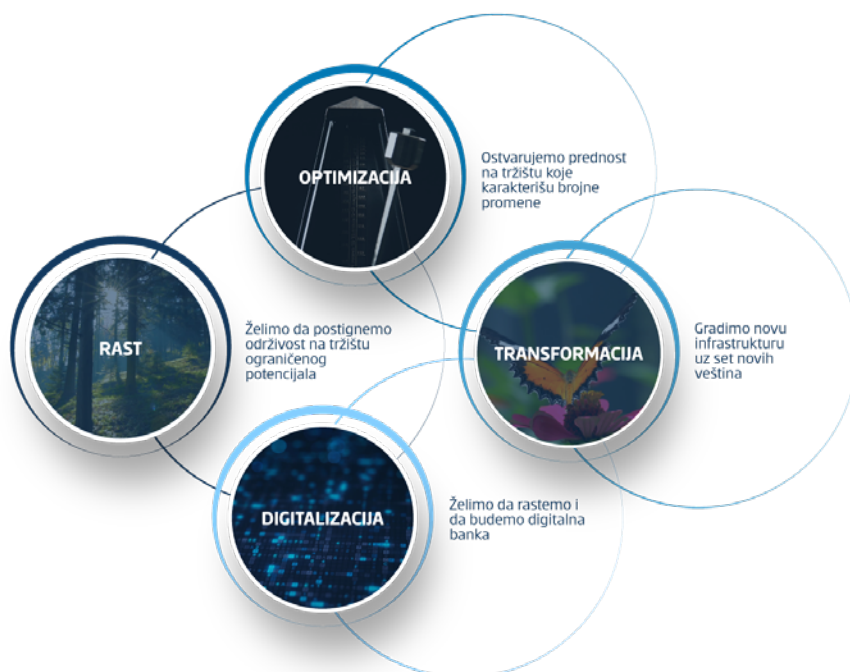 OPTIMIZACIJA
Ostvarujemo prednost
na tržištu koje
karakterišu brojne
promene
RAST
Želimo da postignemo
održivost na tržištu
ograničenog
potencijala
TRANSFORMACIJA
Gradimo novu
infrastrukturu
uz set novih
veština
DIGITALIZACIJA
Želimo da rastemo i
da budemo digitalna
banka